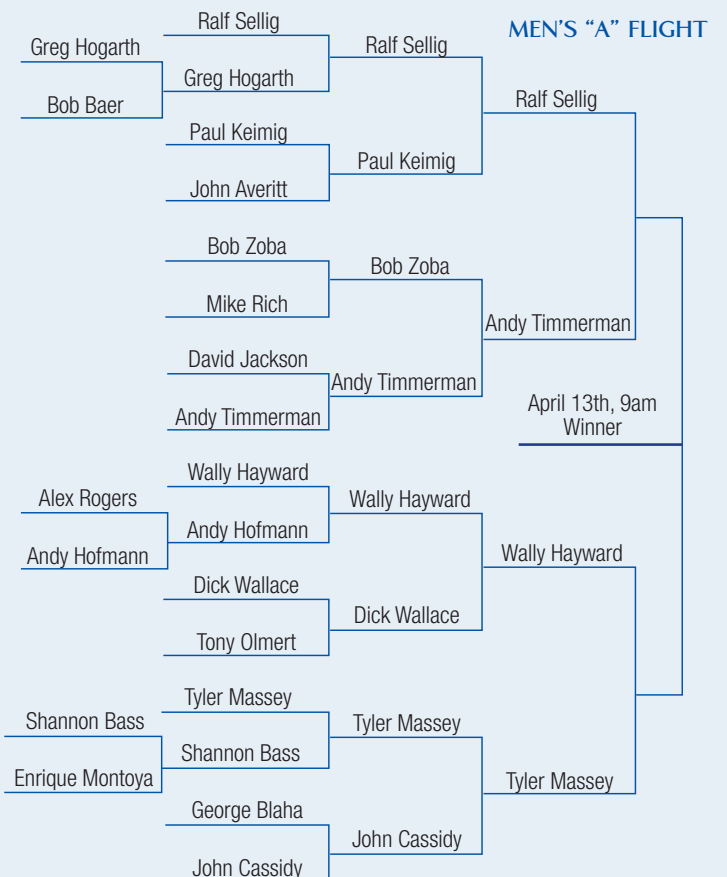 MEN'S "A" FLIGHT
Ralf Sellig
Greg Hogarth
Ralf Sellig
Bob Baer
Greg Hogarth
Ralf Sellig
Paul Keimig
Paul Keimig
John Averitt
Bob Zoba
Bob Zoba
Mike Rich
Andy Timmerman
David Jackson
Andy Timmerman
Andy Timmerman
April 13th, 9am
Winner
Wally Hayward
Alex Rogers
Wally Hayward
Andy Hofmann
Andy Hofmann
Wally Hayward
Dick Wallace
Dick Wallace
Tony Olmert
Tyler Massey
Shannon Bass
Tyler Massey
Shannon Bass
Enrique Montoya
Tyler Massey
George Blaha
John Cassidy
John Cassidy